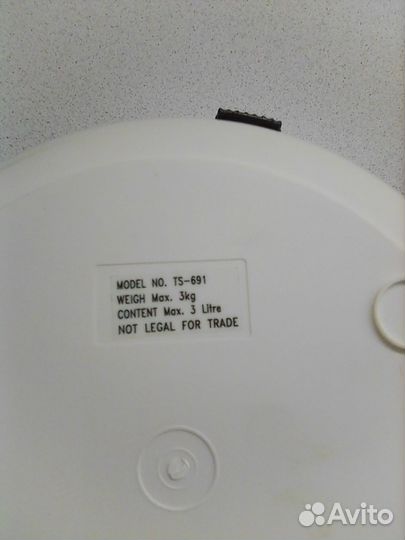 MODEL NO. TS-691
WEIGH Max. 3kg
CONTENT Max. 3 Litre
NOT LEGAL FOR TRADE
Avito